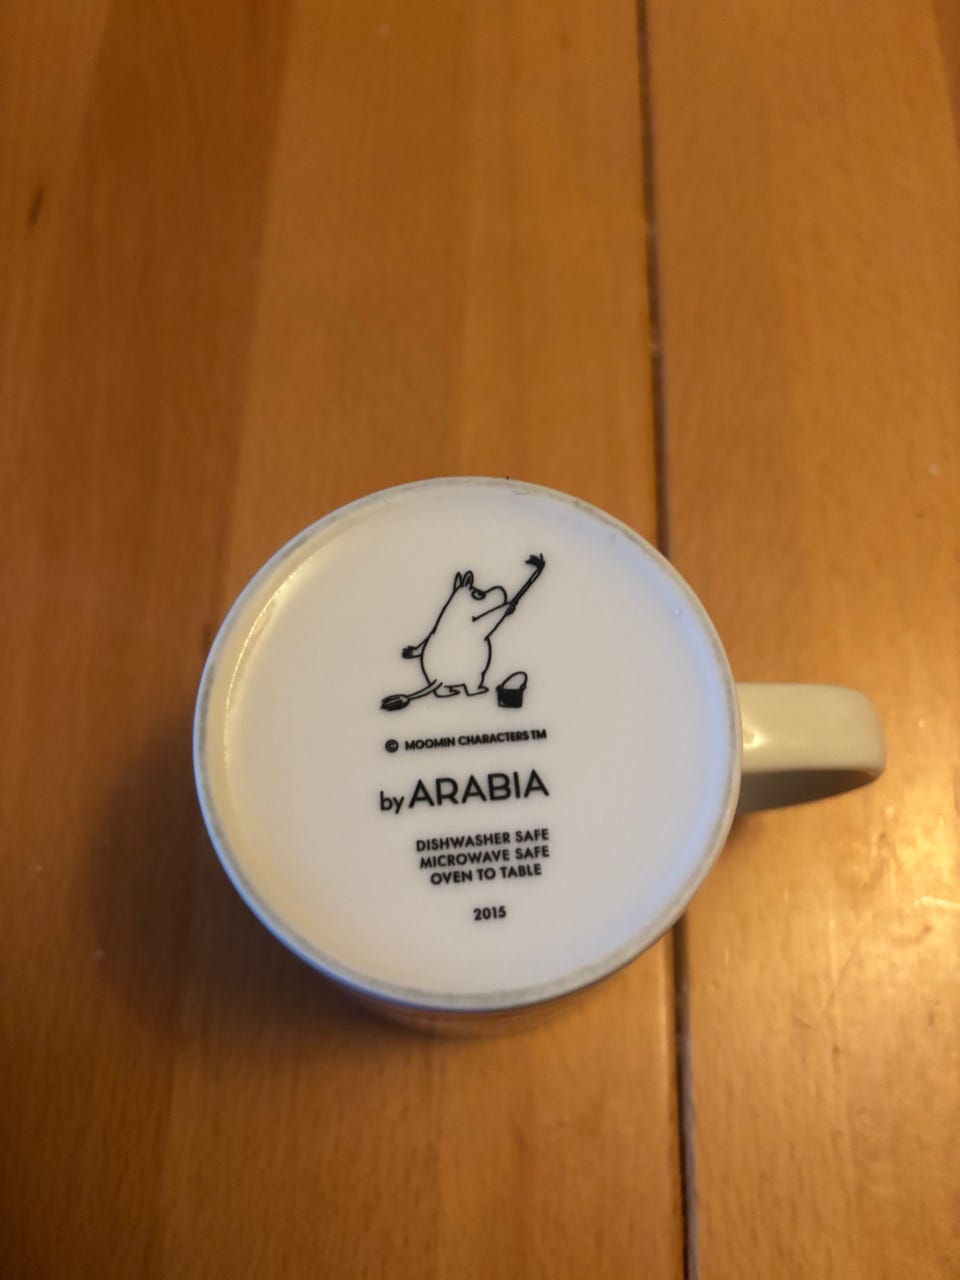 © MOOMIN CHARACTERS TM
by ARABIA
DISHWASHER SAFE
MICROWAVE SAFE
OVEN TO TABLE
2015